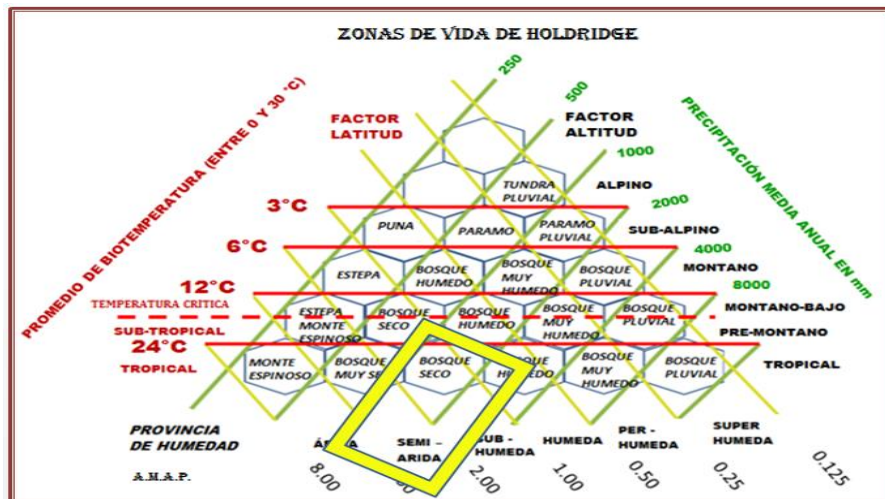 ZONAS DE VIDA DE HOLDRIDGE
PROMEDIO DE BIOTEMPERATURA (ENTRE 0 Y 30 °C)
PRECIPITACIÓN MEDIA ANUAL EN mm
250
500
FACTOR
LATITUD
FACTOR
ALTITUD
1000
TUNDRA
PLUVIAL
ALPINO
3°C
2000
PUNA
PARAMO
PARAMO
PLUVIAL
SUB-ALPINO
6°C
4000
ESTEPA
BOSQUE
HUMEDO
BOSQUE
MUY
HUMEDO
BOSQUE
PLUVIAL
MONTANO
12°C
8000
TEMPERATURA CRÍTICA
ESTEPA
MONTE
ESPINOSO
BOSQUE
SECO
BOSQUE
HUMEDO
BOSQUE
MUY
HUMEDO
BOSQUE
PLUVIAL
MONTANO-BAJO
SUB-TROPICAL
PRE-MONTANO
24°C
TROPICAL
MONTE
ESPINOSO
BOSQUE
BOSQUE
SECO
BOSQUE
MUY
HUMEDO
BOSQUE
PLUVIAL
TROPICAL
PROVINCIA
DE HUMEDAD
SEMI -
ARIDA
SUB -
HUMEDA
HUMEDA
PER -
HUMEDA
SUPER
HUMEDA
A.M.A.P.
8.00
2.00
1.00
0.50
0.25
0.125